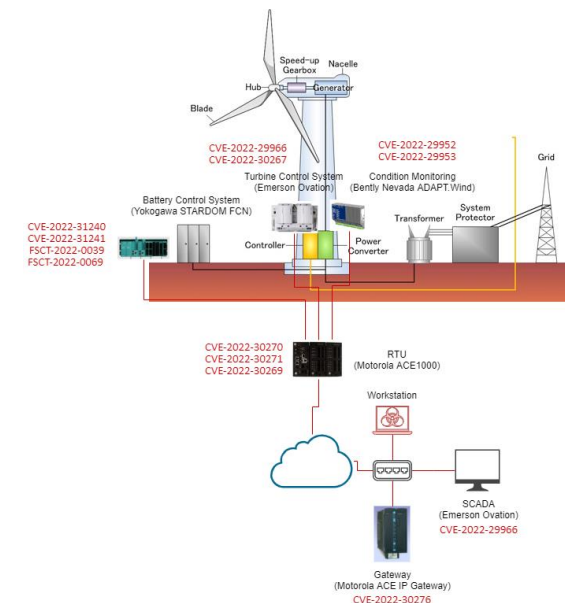 Speed-up
Gearbox
Nacelle
Hub
Generator
Blade
CVE-2022-29966
CVE-2022-30267
CVE-2022-29952
CVE-2022-29953
Grid
Turbine Control System
(Emerson Ovation)
Condition Monitoring
(Bently Nevada ADAPT.Wind)
Battery Control System
(Yokogawa STARDOM FCN)
Transformer
System
Protector
CVE-2022-31240
CVE-2022-31241
FSCT-2022-0039
FSCT-2022-0069
Controller
Power
Converter
CVE-2022-30270
CVE-2022-30271
CVE-2022-30269
RTU
(Motorola ACE1000)
Workstation
SCADA
(Emerson Ovation)
CVE-2022-29966
Gateway
(Motorola ACE IP Gateway)
CVE-2022-30276